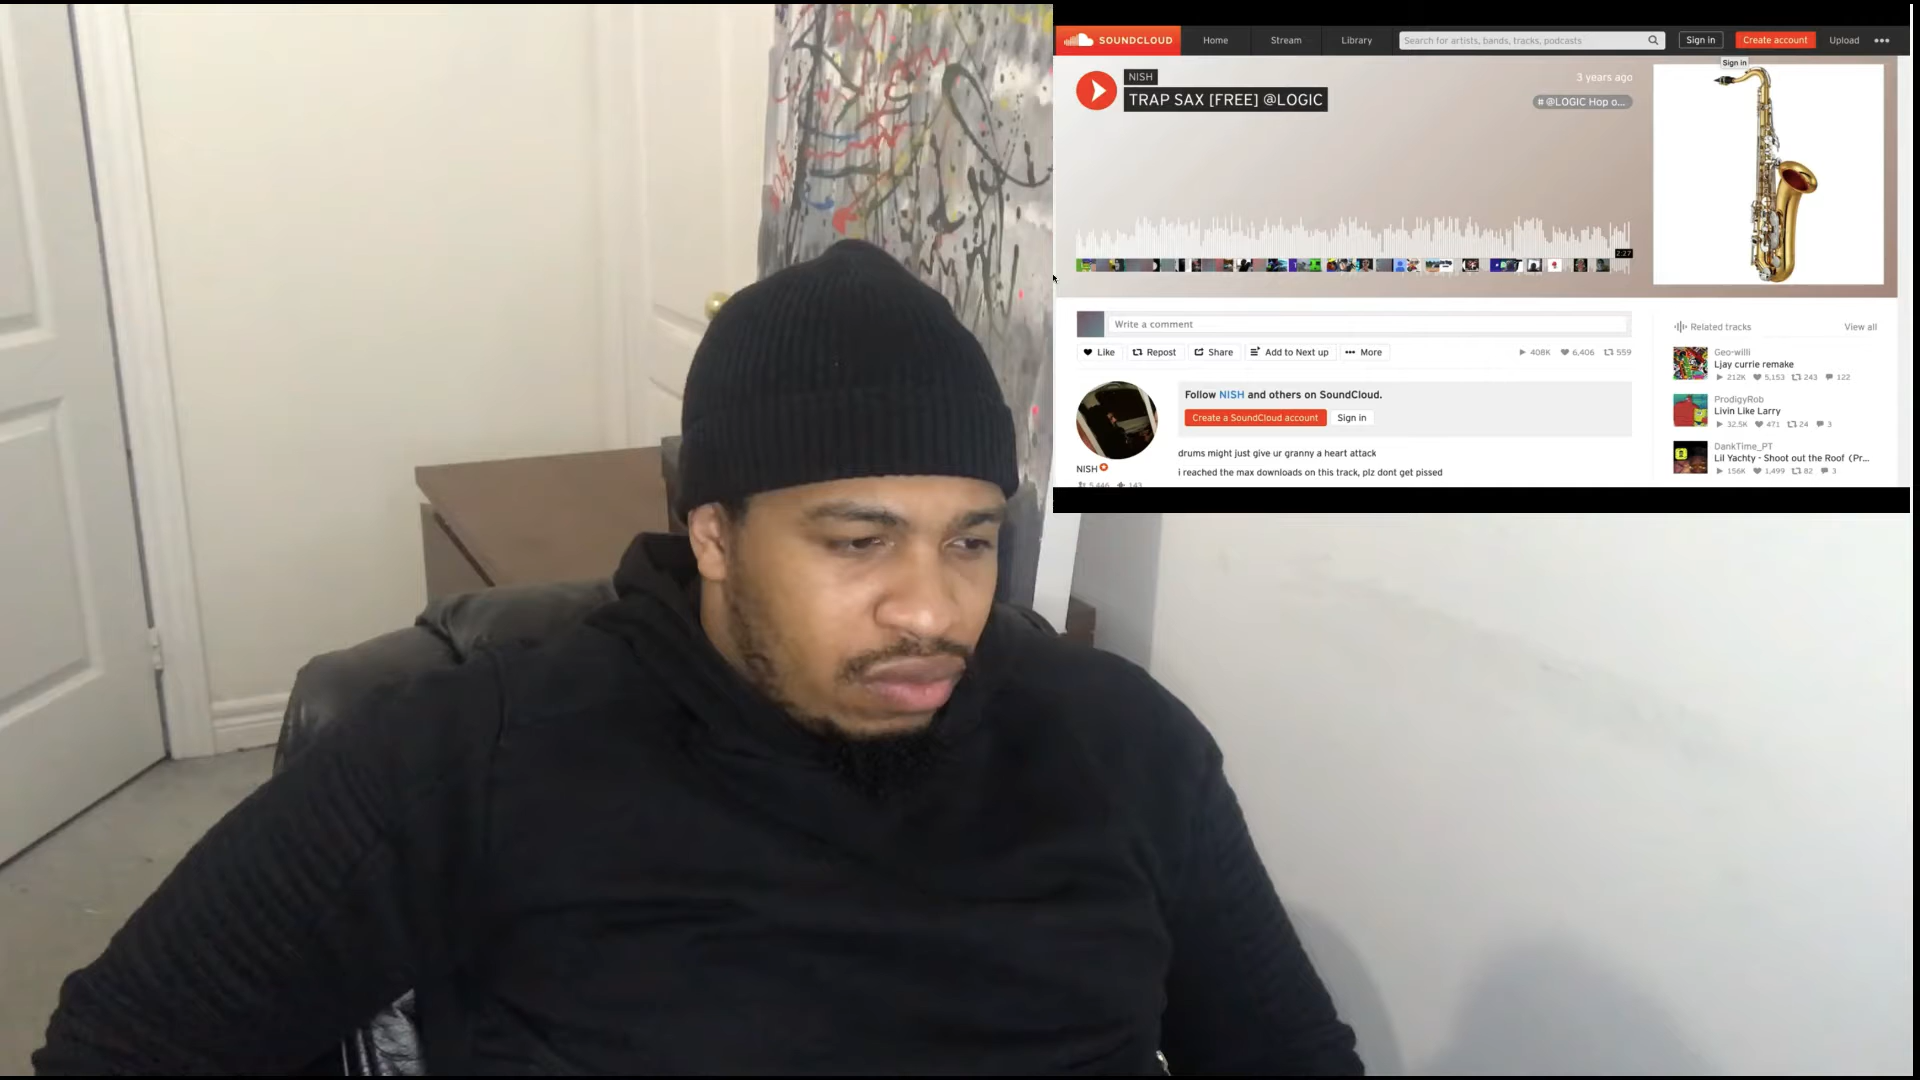 SOUNDCLOUD Home Stream Library Search for artists, bands, tracks, podcasts Sign in Create account Upload
Sign in
NISH
3 years ago
TRAP SAX [FREE] @LOGIC
# @LOGIC Hop o...
2:27
Write a comment
Like Repost Share Add to Next up More 408K 6,406 559
Follow NISH and others on SoundCloud.
Create a SoundCloud account Sign in
drums might just give ur granny a heart attack
NISH
i reached the max downloads on this track, plz dont get pissed
5,446 143
Related tracks View all
Geo-willi
Ljay currie remake
212K 5,153 243 122
ProdigyRob
Livin Like Larry
32.5K 471 24 3
DankTime_PT
Lil Yachty - Shoot out the Roof (Pr...
156K 1,499 82 3